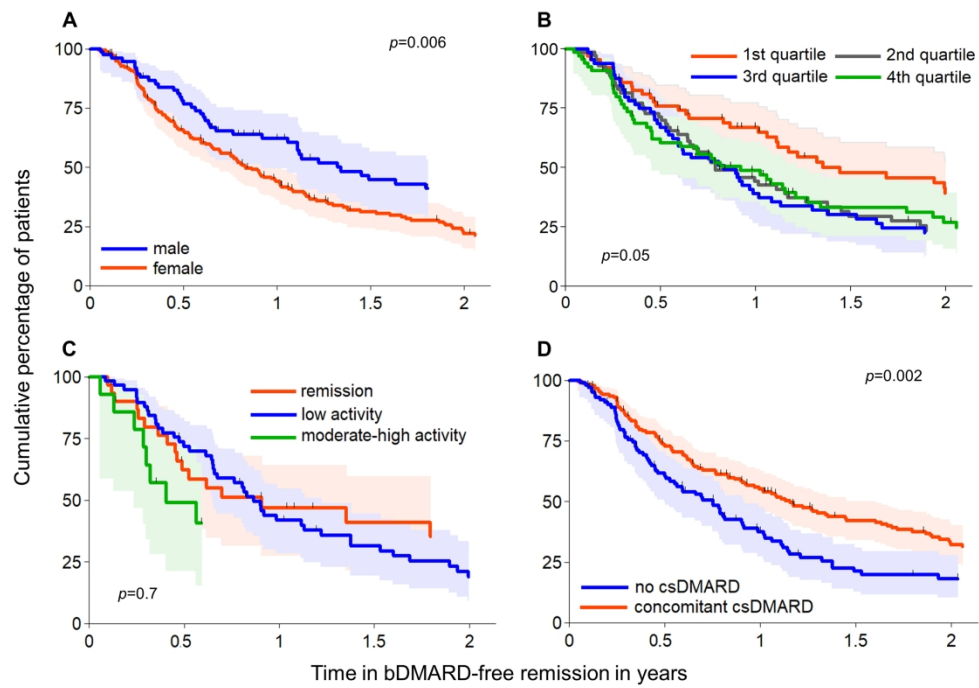 Cumulative percentage of patients
A
p=0.006
100
75
50
25
0
male
female
0 0.5 1 1.5 2
B
1st quartile 2nd quartile
3rd quartile 4th quartile
100
75
50
25
0
p=0.05
0 0.5 1 1.5 2
C
100
75
50
25
0
remission
low activity
moderate-high activity
p=0.7
0 0.5 1 1.5 2
D
p=0.002
100
75
50
25
0
no csDMARD
concomitant csDMARD
0 0.5 1 1.5 2
Time in bDMARD-free remission in years